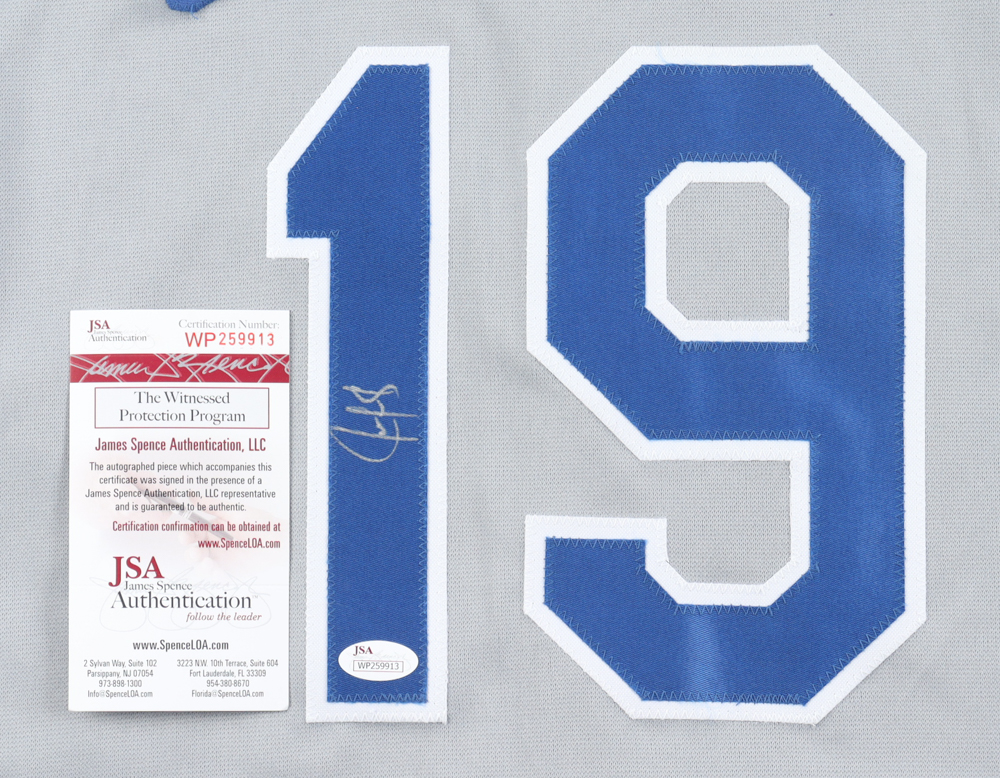 19
JSA
James Spence
Authentication
Certification Number:
WP259913
The Witnessed
Protection Program
James Spence Authentication, LLC
The autographed piece which accompanies this
certificate was signed in the presence of a
James Spence Authentication, LLC representative
and is guaranteed to be authentic.
Certification confirmation can be obtained at
www.SpenceLOA.com
JSA
James Spence
Authentication
follow the leader
www.SpenceLOA.com
2 Sylvan Way, Suite 102
Parsippany, NJ 07054
973-898-1300
Info@SpenceLOA.com
3223 N.W. 10th Terrace, Suite 604
Fort Lauderdale, FL 33309
954-380-8670
Florida@SpenceLOA.com
JSA
WP259913